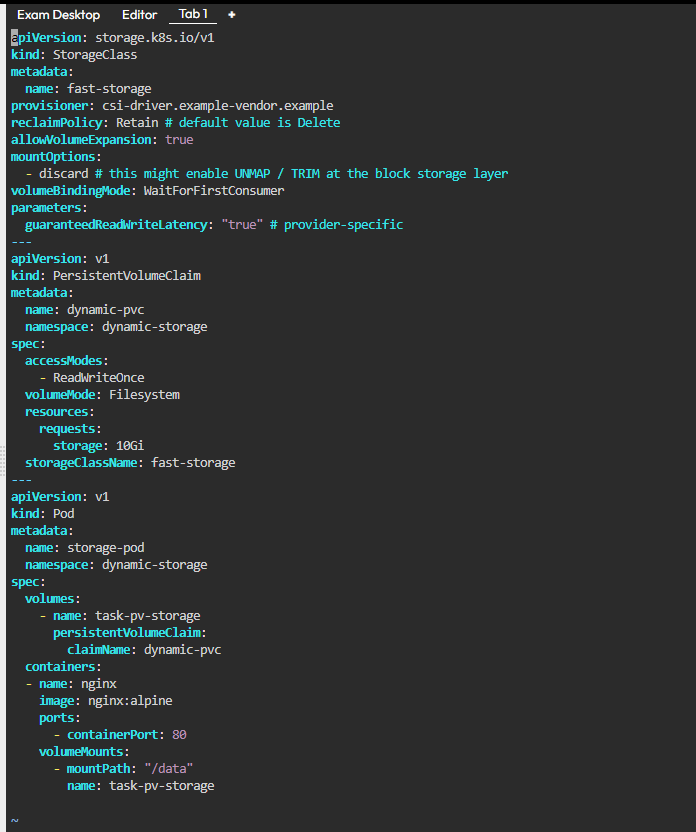 Exam Desktop Editor Tab 1 +
apiVersion: storage.k8s.io/v1
kind: StorageClass
metadata:
  name: fast-storage
provisioner: csi-driver.example-vendor.example
reclaimPolicy: Retain # default value is Delete
allowVolumeExpansion: true
mountOptions:
  - discard # this might enable UNMAP / TRIM at the block storage layer
volumeBindingMode: WaitForFirstConsumer
parameters:
  guaranteedReadWriteLatency: "true" # provider-specific
---
apiVersion: v1
kind: PersistentVolumeClaim
metadata:
  name: dynamic-pvc
  namespace: dynamic-storage
spec:
  accessModes:
    - ReadWriteOnce
  volumeMode: Filesystem
  resources:
    requests:
      storage: 10Gi
  storageClassName: fast-storage
---
apiVersion: v1
kind: Pod
metadata:
  name: storage-pod
  namespace: dynamic-storage
spec:
  volumes:
    - name: task-pv-storage
      persistentVolumeClaim:
        claimName: dynamic-pvc
  containers:
  - name: nginx
    image: nginx:alpine
    ports:
      - containerPort: 80
    volumeMounts:
      - mountPath: "/data"
        name: task-pv-storage
~